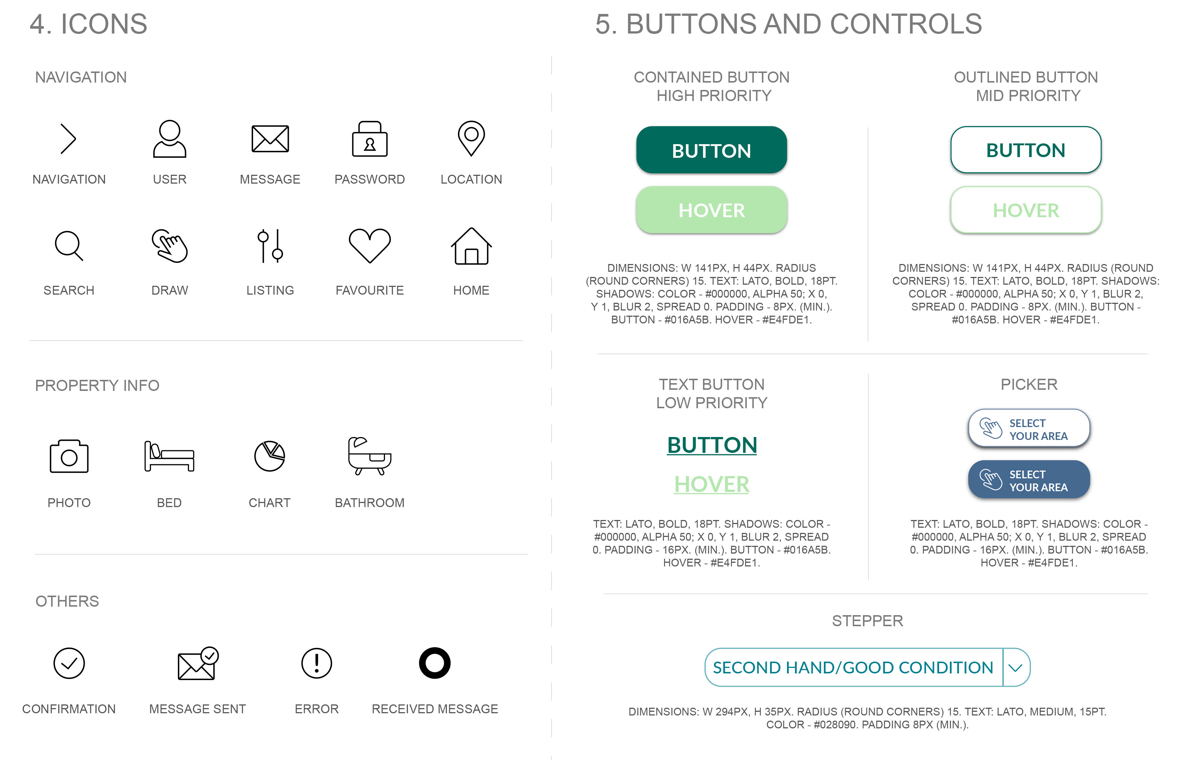 4. ICONS
NAVIGATION
NAVIGATION
USER
MESSAGE
PASSWORD
LOCATION
SEARCH
DRAW
LISTING
FAVOURITE
HOME
PROPERTY INFO
PHOTO
BED
CHART
BATHROOM
OTHERS
CONFIRMATION
MESSAGE SENT
ERROR
RECEIVED MESSAGE
5. BUTTONS AND CONTROLS
CONTAINED BUTTON
HIGH PRIORITY
BUTTON
HOVER
DIMENSIONS: W 141PX, H 44PX. RADIUS
(ROUND CORNERS) 15. TEXT: LATO, BOLD, 18PT.
SHADOWS: COLOR - #000000, ALPHA 50; X 0,
Y 1, BLUR 2, SPREAD 0. PADDING - 8PX. (MIN.).
BUTTON - #016A5B. HOVER - #E4FDE1.
OUTLINED BUTTON
MID PRIORITY
BUTTON
HOVER
DIMENSIONS: W 141PX, H 44PX. RADIUS (ROUND
CORNERS) 15. TEXT: LATO, BOLD, 18PT. SHADOWS:
COLOR - #000000, ALPHA 50; X 0, Y 1, BLUR 2,
SPREAD 0. PADDING - 8PX. (MIN.). BUTTON -
#016A5B. HOVER - #E4FDE1.
TEXT BUTTON
LOW PRIORITY
BUTTON
HOVER
TEXT: LATO, BOLD, 18PT. SHADOWS: COLOR -
#000000, ALPHA 50; X 0, Y 1, BLUR 2, SPREAD
0. PADDING - 16PX. (MIN.). BUTTON - #016A5B.
HOVER - #E4FDE1.
PICKER
SELECT
YOUR AREA
SELECT
YOUR AREA
TEXT: LATO, BOLD, 18PT. SHADOWS: COLOR -
#000000, ALPHA 50; X 0, Y 1, BLUR 2, SPREAD
0. PADDING - 16PX. (MIN.). BUTTON - #016A5B.
HOVER - #E4FDE1.
STEPPER
SECOND HAND/GOOD CONDITION
DIMENSIONS: W 294PX, H 35PX. RADIUS (ROUND CORNERS) 15. TEXT: LATO, MEDIUM, 15PT.
COLOR - #028090. PADDING 8PX (MIN.).